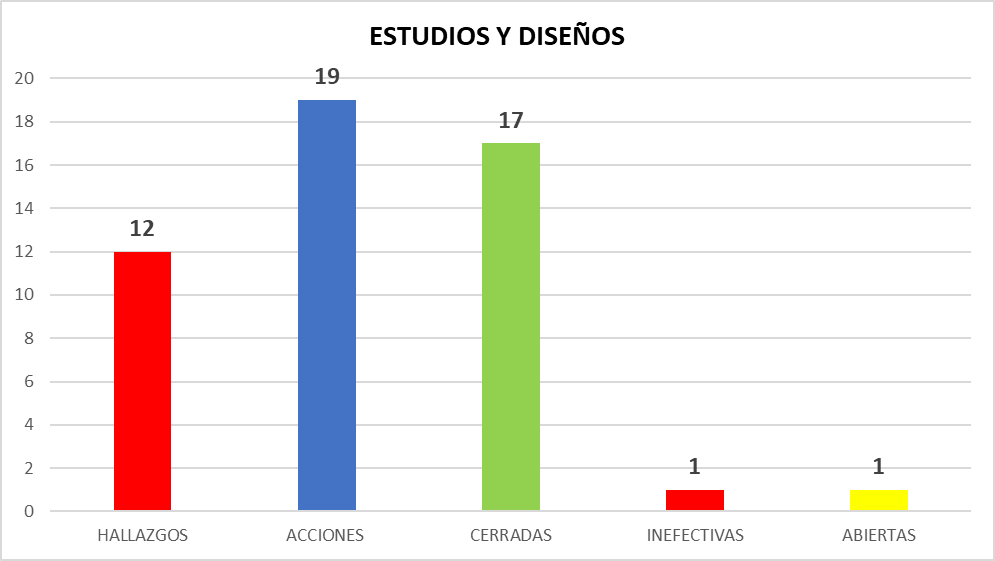 ESTUDIOS Y DISEÑOS
20
18
16
14
12
10
8
6
4
2
0
12
19
17
1
1
HALLAZGOS
ACCIONES
CERRADAS
INEFECTIVAS
ABIERTAS